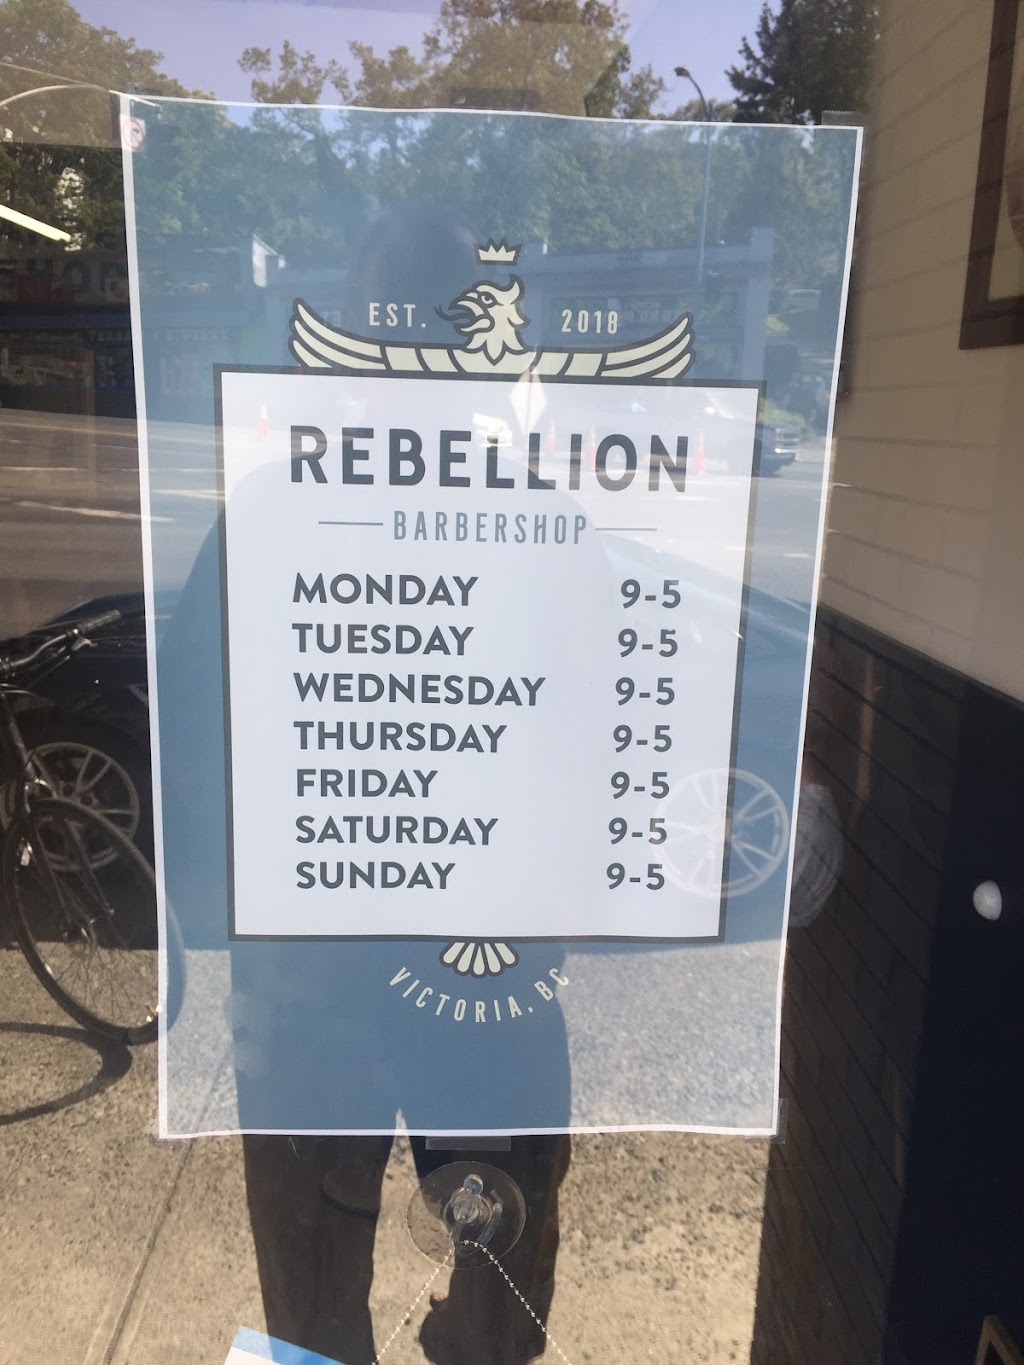 EST. 2018
REBELLION
BARBERSHOP
MONDAY 9-5
TUESDAY 9-5
WEDNESDAY 9-5
THURSDAY 9-5
FRIDAY 9-5
SATURDAY 9-5
SUNDAY 9-5
VICTORIA, BC